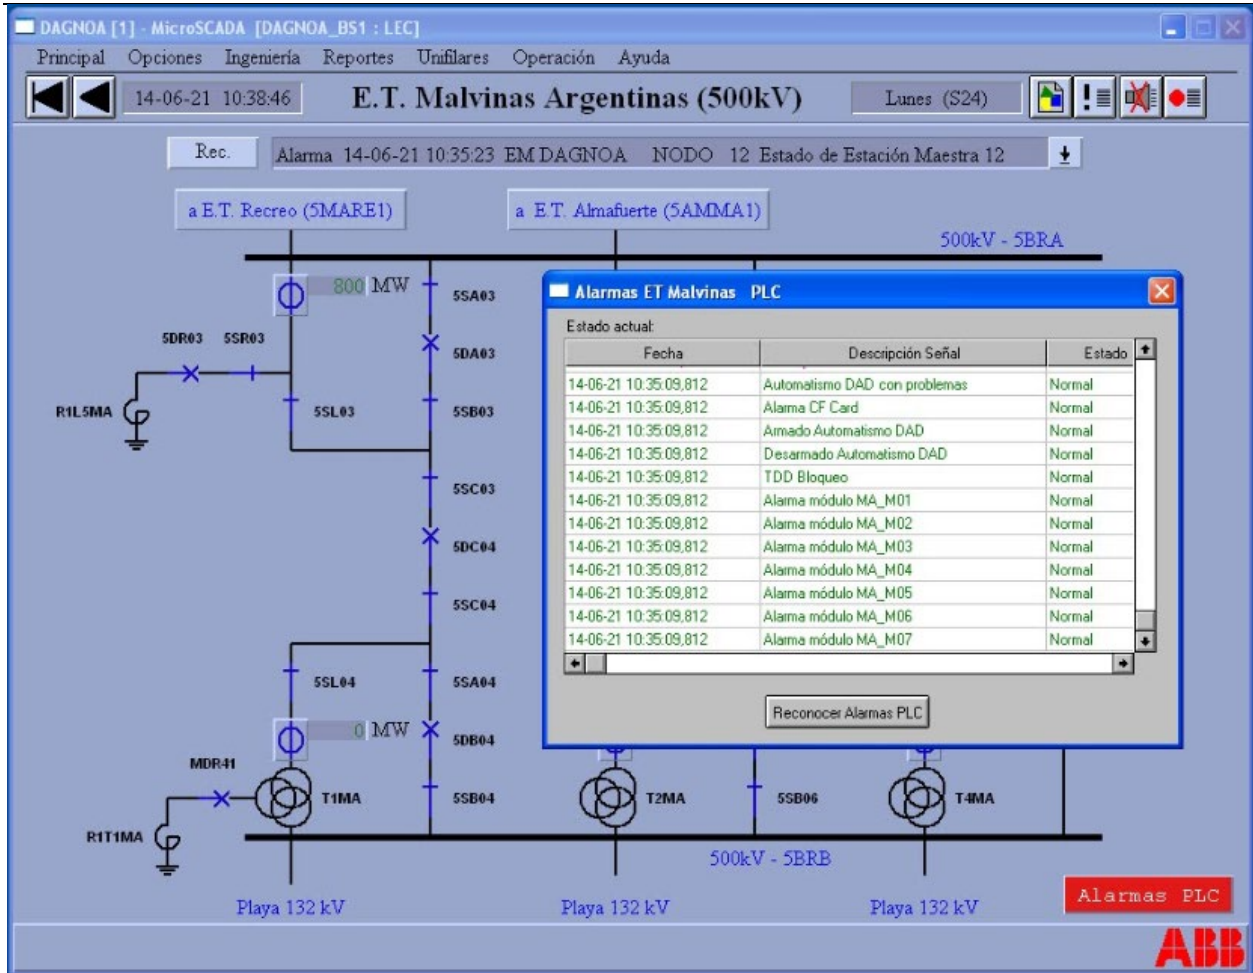 DAGNOA [1] - MicroSCADA [DAGNOA_BS1 : LEC]
Principal Opciones Ingeniería Reportes Unifilares Operación Ayuda
14-06-21 10:38:46 E.T. Malvinas Argentinas (500kV) Lunes (S24)
Rec. Alarma 14-06-21 10:35:23 EM DAGNOA NODO 12 Estado de Estación Maestra 12
a E.T. Recreo (5MARE1) a E.T. Almafuerte (5AMMA1)
500kV - 5BRA
800 MW
5SA03
5DR03 5SR03
5DA03
R1L5MA
5SL03 5SB03
5SC03
5DC04
5SC04
5SL04 5SA04
0 MW
5DB04
MDR41
T1MA 5SB04 T2MA 5SB06 T4MA
R1T1MA
500kV - 5BRB
Playa 132 kV Playa 132 kV Playa 132 kV
Alarmas PLC
ABB
Alarmas ET Malvinas PLC
Estado actual:
Fecha Descripción Señal Estado
14-06-21 10:35:09,812 Automatismo DAD con problemas Normal
14-06-21 10:35:09,812 Alarma CF Card Normal
14-06-21 10:35:09,812 Armado Automatismo DAD Normal
14-06-21 10:35:09,812 Desarmado Automatismo DAD Normal
14-06-21 10:35:09,812 TDD Bloqueo Normal
14-06-21 10:35:09,812 Alarma módulo MA_M01 Normal
14-06-21 10:35:09,812 Alarma módulo MA_M02 Normal
14-06-21 10:35:09,812 Alarma módulo MA_M03 Normal
14-06-21 10:35:09,812 Alarma módulo MA_M04 Normal
14-06-21 10:35:09,812 Alarma módulo MA_M05 Normal
14-06-21 10:35:09,812 Alarma módulo MA_M06 Normal
14-06-21 10:35:09,812 Alarma módulo MA_M07 Normal
Reconocer Alarmas PLC